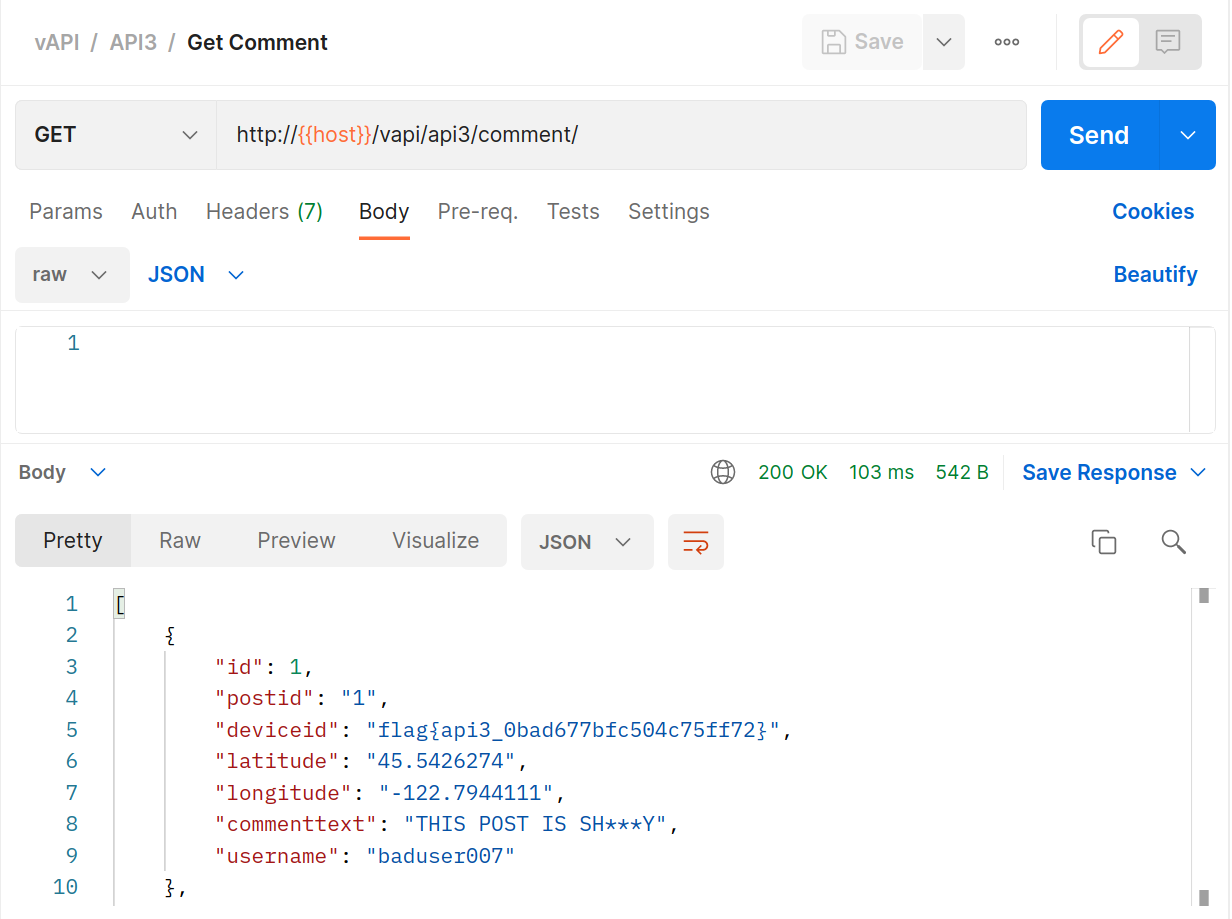 vAPI / API3 / Get Comment
Save
GET
http://{{host}}/vapi/api3/comment/
Send
Params Auth Headers (7) Body Pre-req. Tests Settings Cookies
raw JSON Beautify
1
Body 200 OK 103 ms 542 B Save Response
Pretty Raw Preview Visualize JSON
1 [
2 {
3 "id": 1,
4 "postid": "1",
5 "deviceid": "flag{api3_0bad677bfc504c75ff72}",
6 "latitude": "45.5426274",
7 "longitude": "-122.7944111",
8 "commenttext": "THIS POST IS SH***Y",
9 "username": "baduser007"
10 },